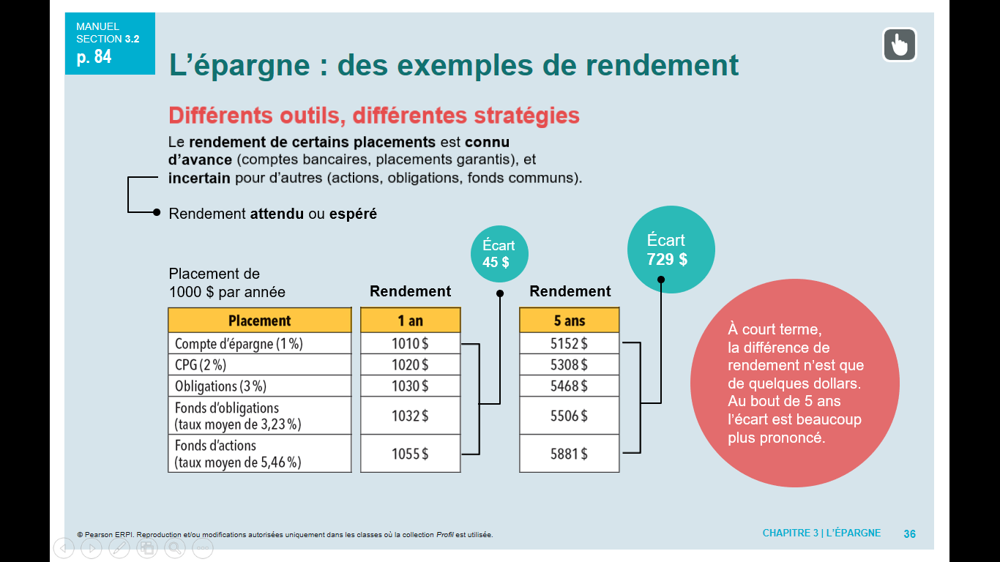 MANUEL
SECTION 3.2
p. 84
L’épargne : des exemples de rendement
Différents outils, différentes stratégies
Le rendement de certains placements est connu
d’avance (comptes bancaires, placements garantis), et
incertain pour d’autres (actions, obligations, fonds communs).
Rendement attendu ou espéré
Écart
45 $
Écart
729 $
Placement de
1000 $ par année
Rendement
Rendement
Placement
1 an
5 ans
Compte d’épargne (1 %)
1010 $
5152 $
CPG (2 %)
1020 $
5308 $
Obligations (3 %)
1030 $
5468 $
Fonds d’obligations
(taux moyen de 3,23 %)
1032 $
5506 $
Fonds d’actions
(taux moyen de 5,46 %)
1055 $
5881 $
À court terme,
la différence de
rendement n’est que
de quelques dollars.
Au bout de 5 ans
l’écart est beaucoup
plus prononcé.
© Pearson ERPI. Reproduction et/ou modifications autorisées uniquement dans les classes où la collection Profil est utilisée.
CHAPITRE 3 | L’ÉPARGNE
36